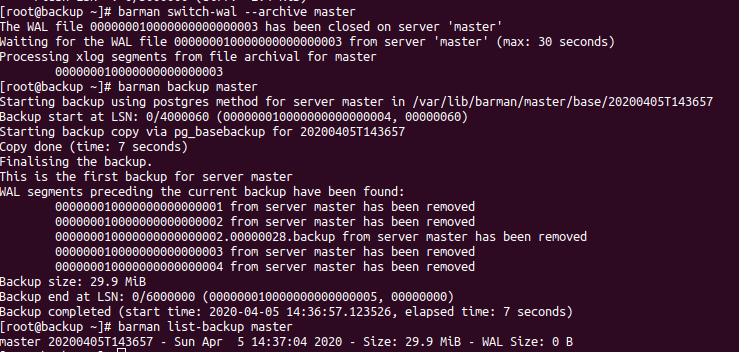 [root@backup ~]# barman switch-wal --archive master
The WAL file 000000010000000000000003 has been closed on server 'master'
Waiting for the WAL file 000000010000000000000003 from server 'master' (max: 30 seconds)
Processing xlog segments from file archival for master
000000010000000000000003
[root@backup ~]# barman backup master
Starting backup using postgres method for server master in /var/lib/barman/master/base/20200405T143657
Backup start at LSN: 0/4000060 (000000010000000000000004, 00000060)
Starting backup copy via pg_basebackup for 20200405T143657
Copy done (time: 7 seconds)
Finalising the backup.
This is the first backup for server master
WAL segments preceding the current backup have been found:
000000010000000000000001 from server master has been removed
000000010000000000000002 from server master has been removed
000000010000000000000002.00000028.backup from server master has been removed
000000010000000000000003 from server master has been removed
000000010000000000000004 from server master has been removed
Backup size: 29.9 MiB
Backup end at LSN: 0/6000000 (000000010000000000000005, 00000000)
Backup completed (start time: 2020-04-05 14:36:57.123526, elapsed time: 7 seconds)
[root@backup ~]# barman list-backup master
master 20200405T143657 - Sun Apr  5 14:37:04 2020 - Size: 29.9 MiB - WAL Size: 0 B